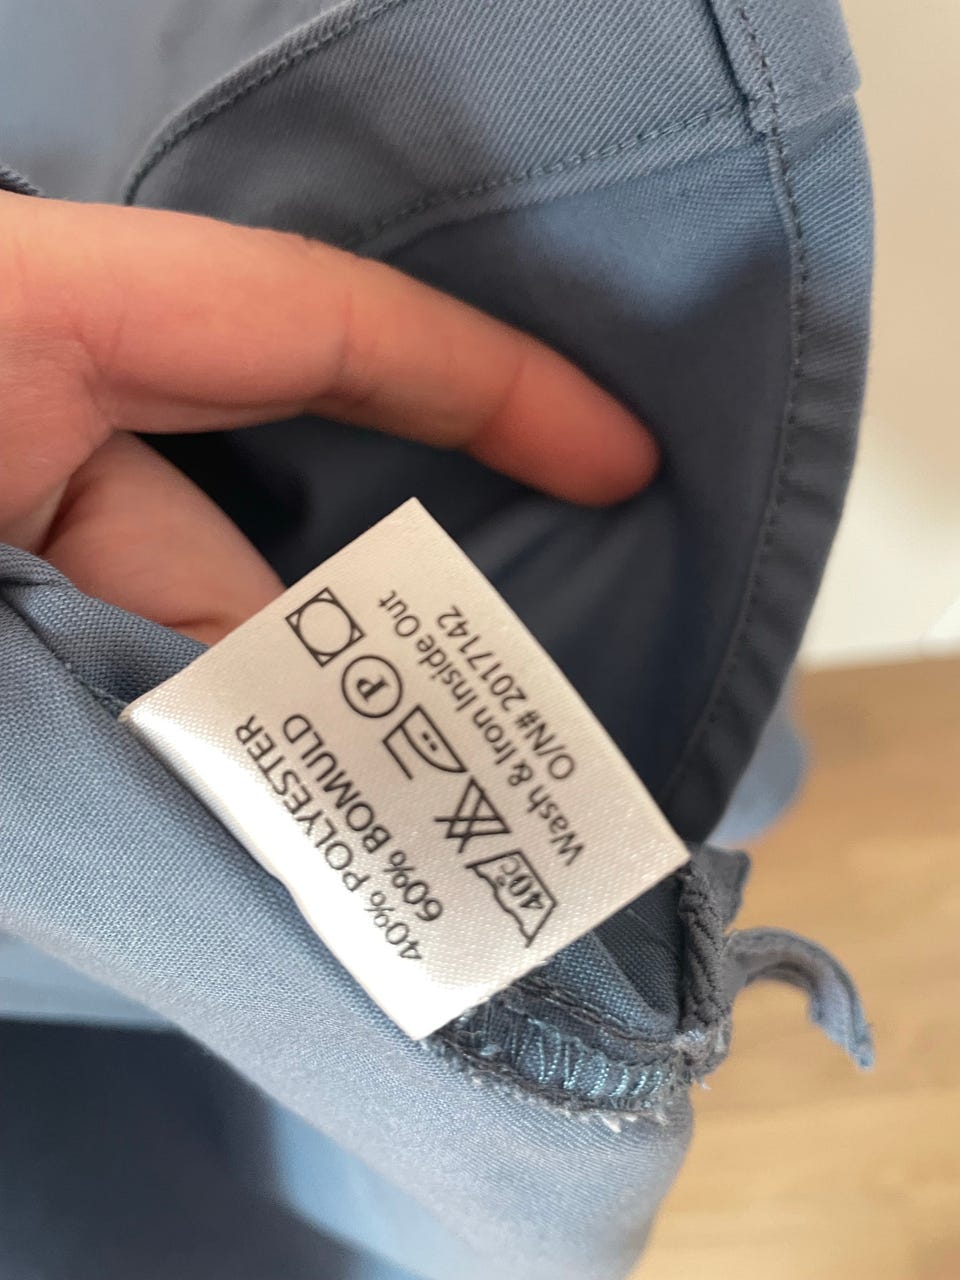 40% POLYESTER
60% BOMULD
40°C P
Wash & Iron Inside Out
O/N# 2017142